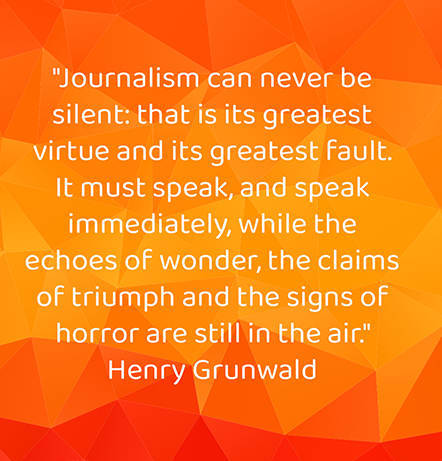 "Journalism can never be
silent: that is its greatest
virtue and its greatest fault.
It must speak, and speak
immediately, while the
echoes of wonder, the claims
of triumph and the signs of
horror are still in the air."
Henry Grunwald